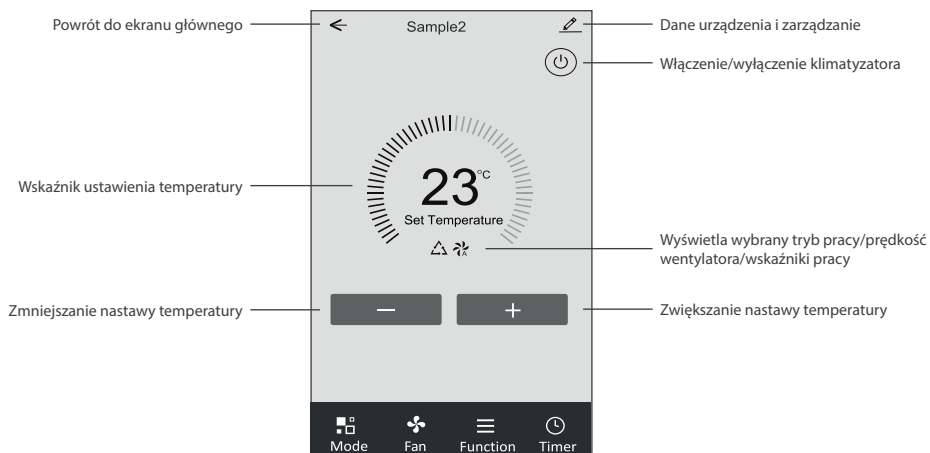 Powrót do ekranu głównego
Sample2
Dane urządzenia i zarządzanie
Włączenie/wyłączenie klimatyzatora
Wskaźnik ustawienia temperatury
23°C
Set Temperature
A
Wyświetla wybrany tryb pracy/prędkość
wentylatora/wskaźniki pracy
Zmniejszanie nastawy temperatury
−
+
Zwiększanie nastawy temperatury
Mode
Fan
Function
Timer